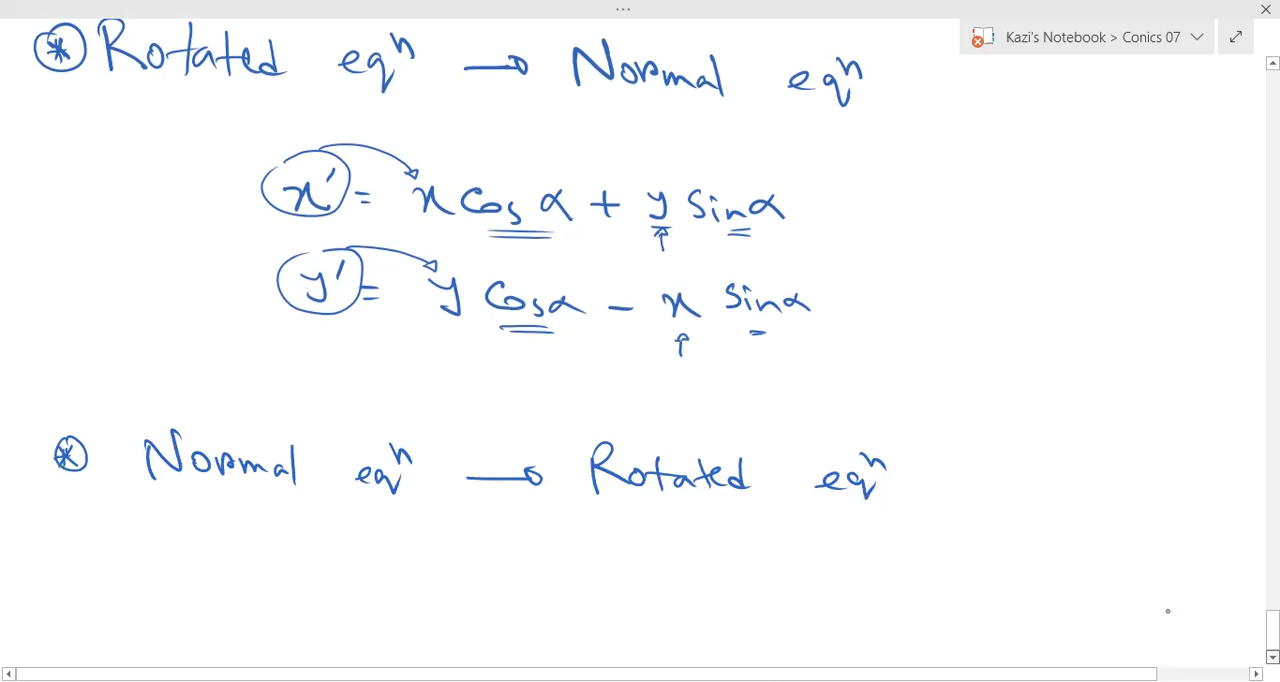 Kazi's Notebook > Conics 07
* Rotated eqⁿ → Normal eqⁿ
x' = x Cos α + y Sin α
y' = y Cos α − x Sin α
* Normal eqⁿ → Rotated eqⁿ